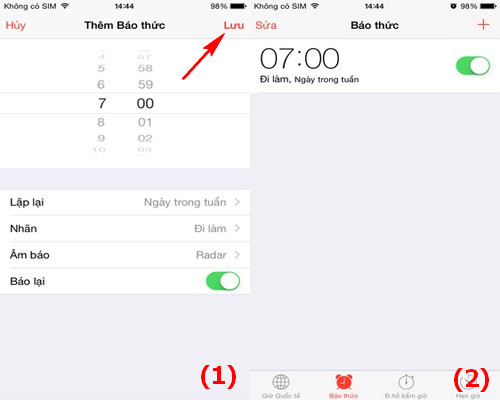 Không có SIM 14:44 98%
Hủy Thêm Báo thức Lưu
4 57
5 58
6 59
7 00
8 01
9 02
10 03
Lặp lại Ngày trong tuần
Nhãn Đi làm
Âm báo Radar
Báo lại
(1)
Không có SIM 14:44 98%
Sửa Báo thức +
07:00
Đi làm, Ngày trong tuần
(2)
Giờ Quốc tế Báo thức Đ.hồ bấm giờ Hẹn giờ